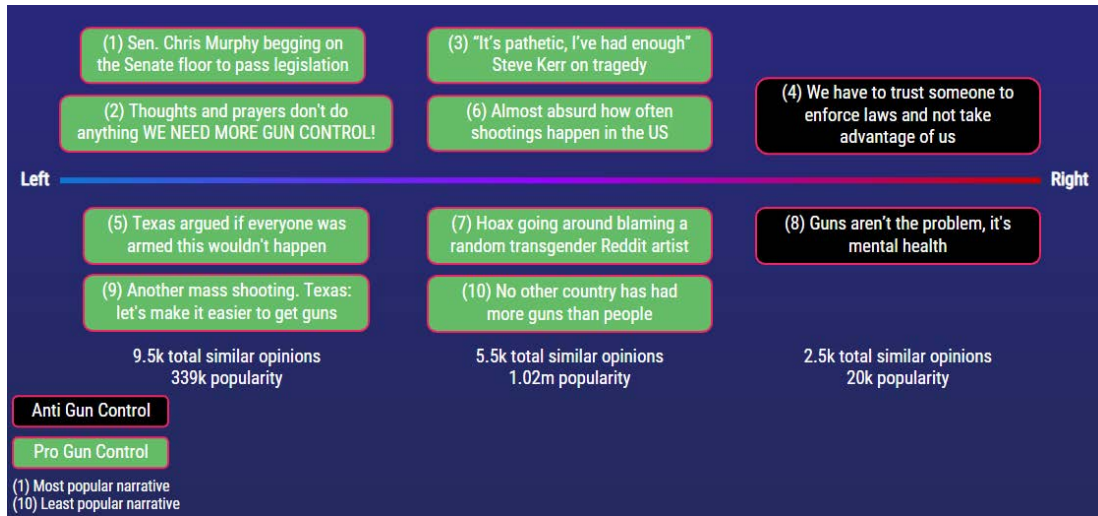 (1) Sen. Chris Murphy begging on
the Senate floor to pass legislation
(3) “It's pathetic, I've had enough”
Steve Kerr on tragedy
(4) We have to trust someone to
enforce laws and not take
advantage of us
(2) Thoughts and prayers don't do
anything WE NEED MORE GUN CONTROL!
(6) Almost absurd how often
shootings happen in the US
Left
Right
(5) Texas argued if everyone was
armed this wouldn't happen
(7) Hoax going around blaming a
random transgender Reddit artist
(8) Guns aren't the problem, it's
mental health
(9) Another mass shooting. Texas:
let's make it easier to get guns
(10) No other country has had
more guns than people
9.5k total similar opinions
339k popularity
5.5k total similar opinions
1.02m popularity
2.5k total similar opinions
20k popularity
Anti Gun Control
Pro Gun Control
(1) Most popular narrative
(10) Least popular narrative